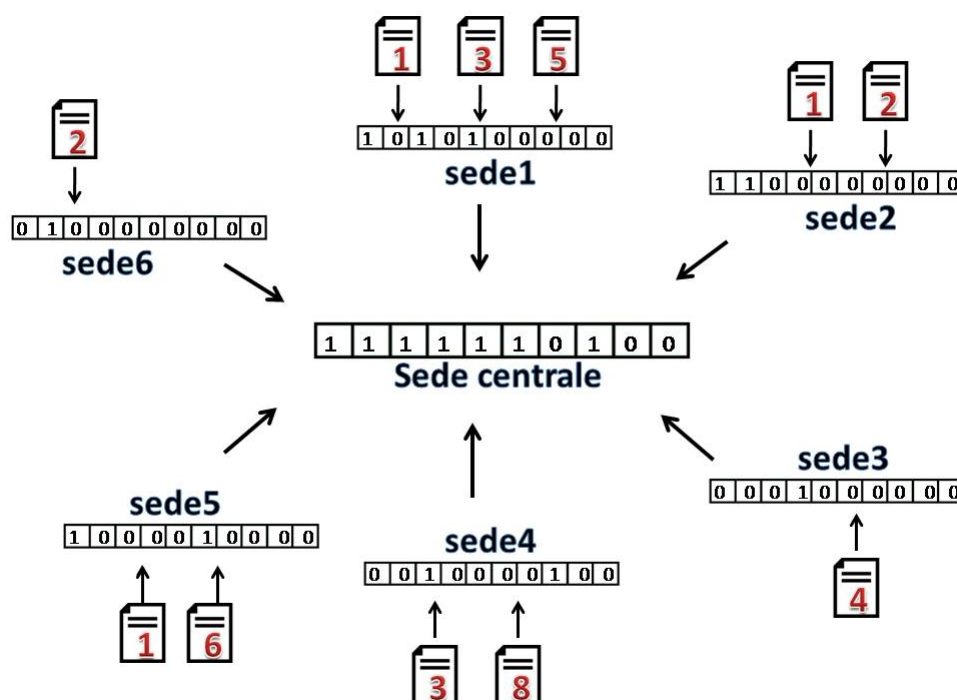 1 3 5
1 0 1 0 1 0 0 0 0 0
sede1
1 2
1 1 0 0 0 0 0 0 0 0
sede2
2
0 1 0 0 0 0 0 0 0 0
sede6
1 1 1 1 1 1 0 1 0 0
Sede centrale
sede3
0 0 0 1 0 0 0 0 0 0
4
sede5
1 0 0 0 0 1 0 0 0 0
1 6
sede4
0 0 1 0 0 0 0 1 0 0
3 8